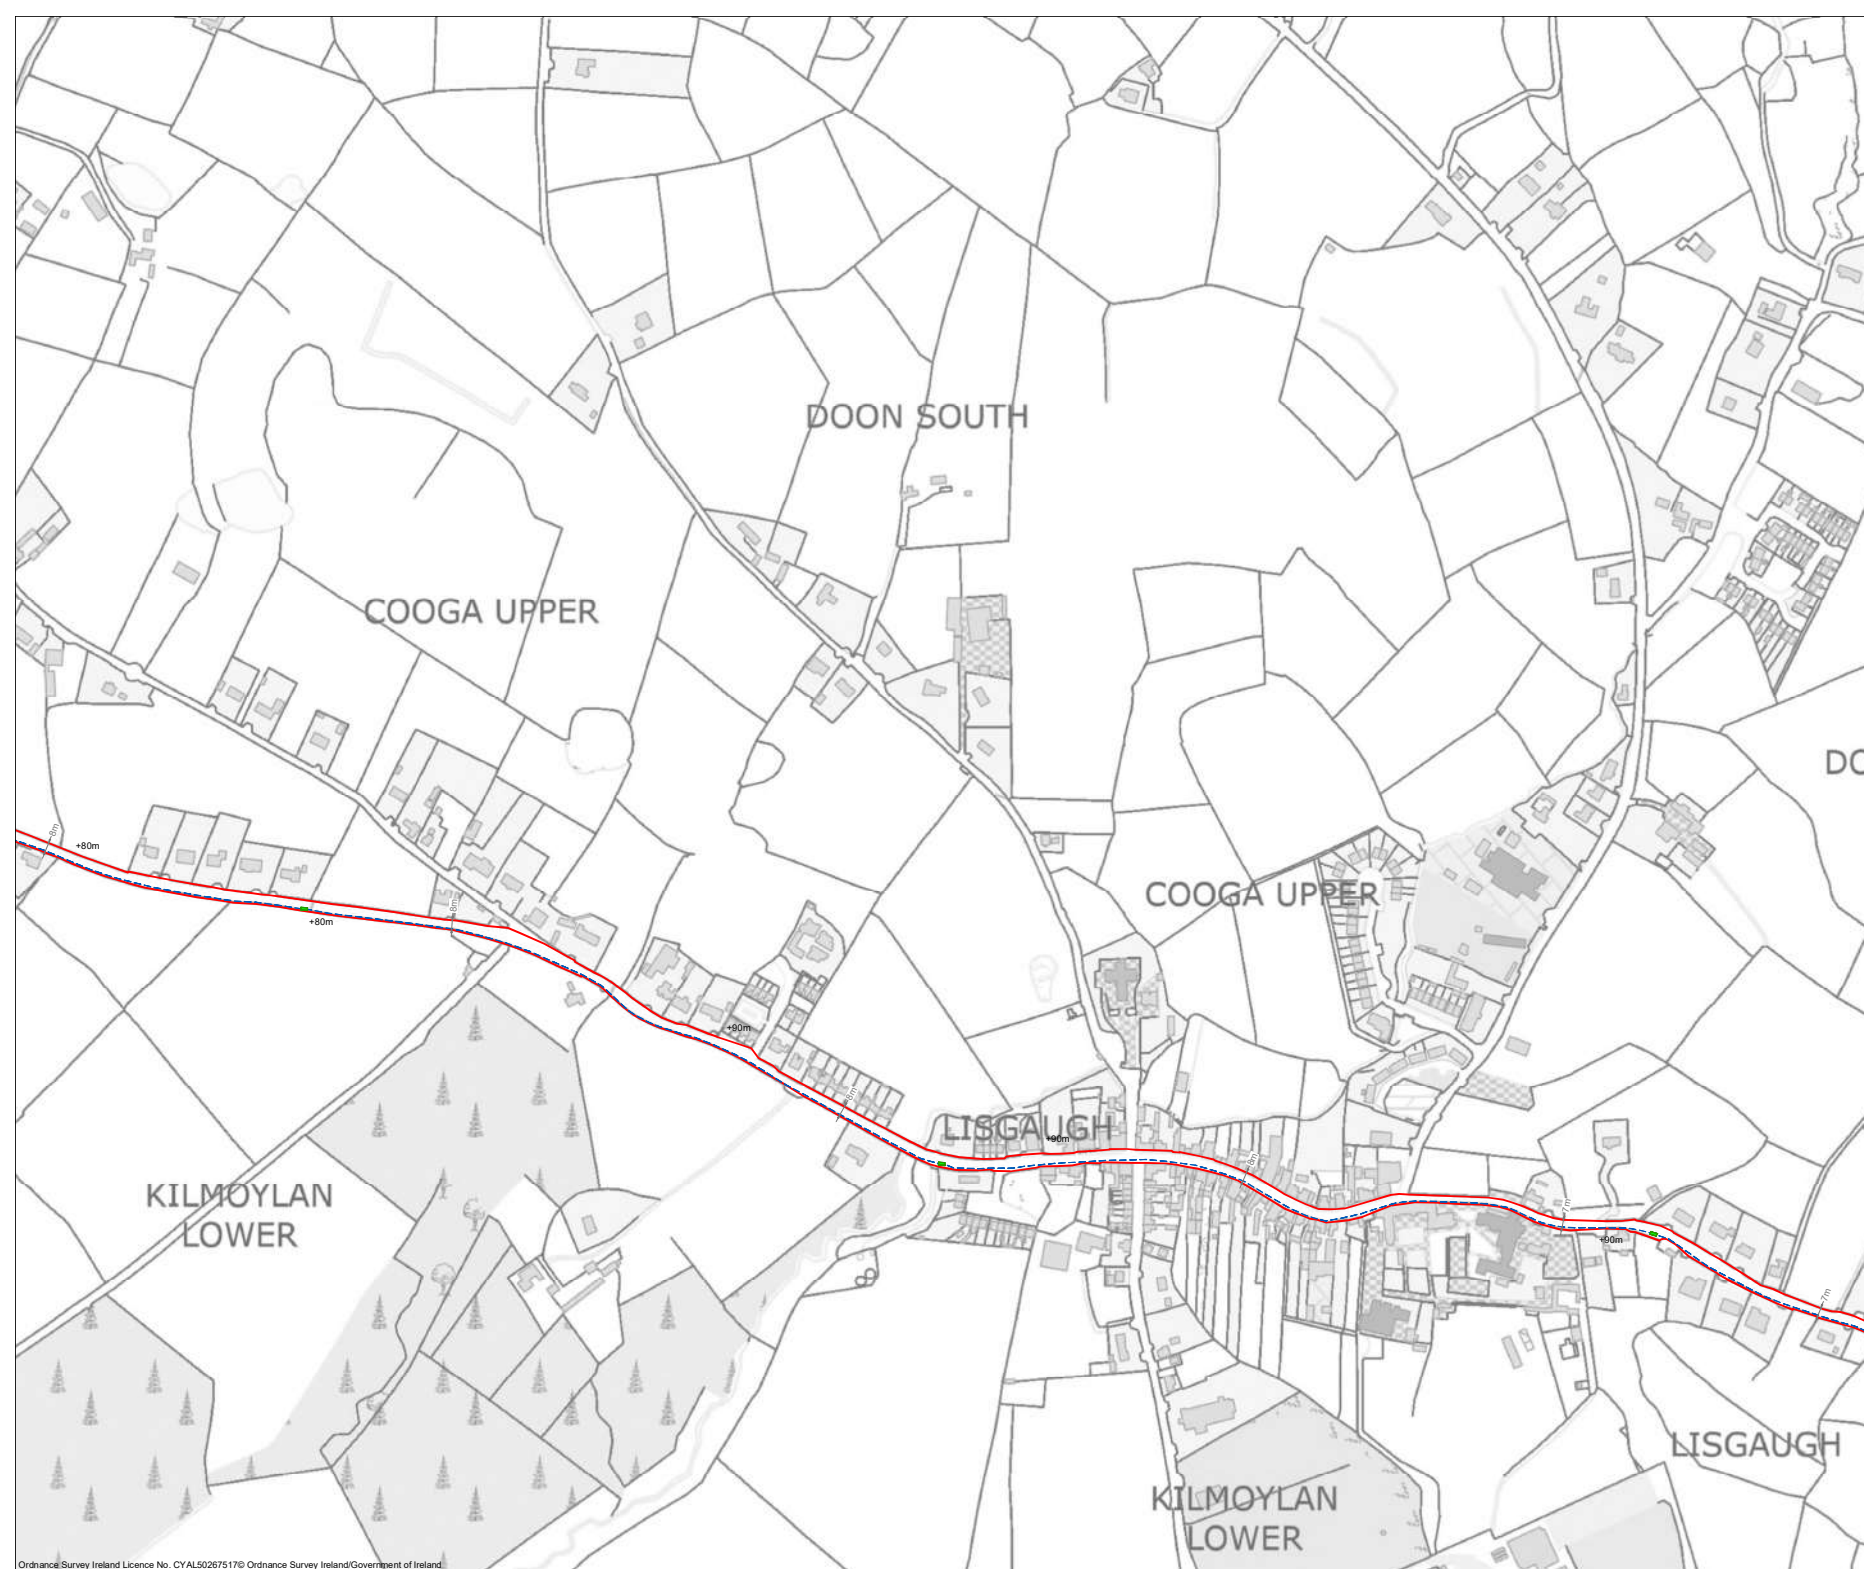 DOON SOUTH
COOGA UPPER
DO
8m
+80m
COOGA UPPER
8m
+80m
+90m
8m
LISGAUGH
+90m
8m
KILMOYLAN
LOWER
7m
+90m
7m
LISGAUGH
KILMOYLAN
LOWER
Ordnance Survey Ireland Licence No. CYAL50267517© Ordnance Survey Ireland/Government of Ireland